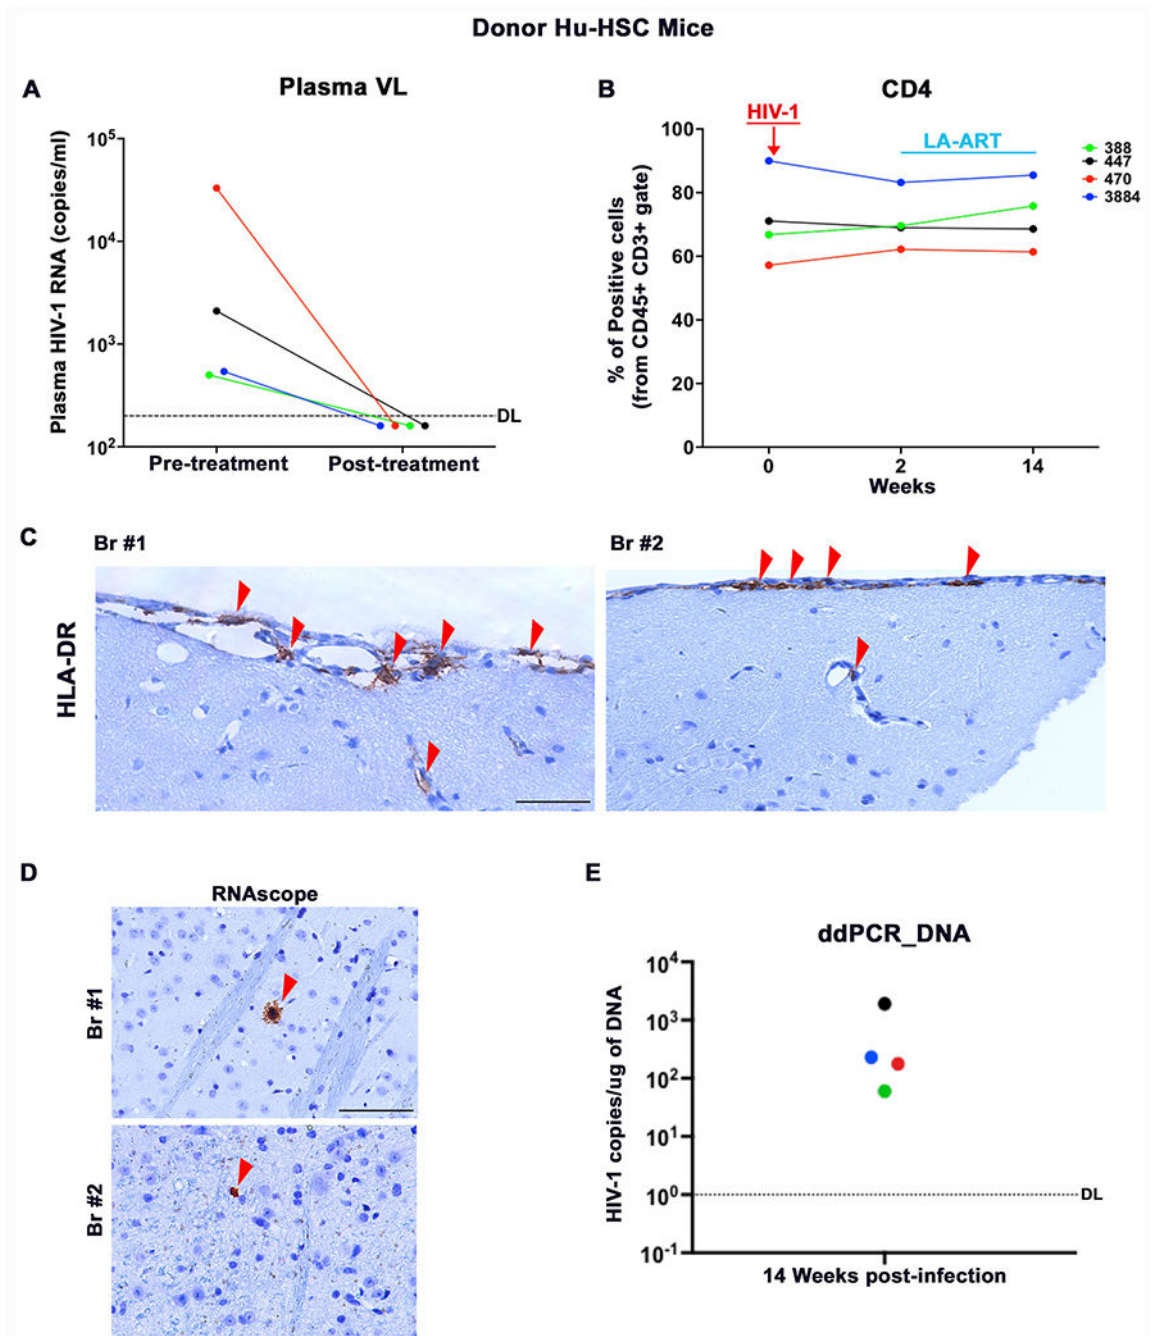 Donor Hu-HSC Mice
A
Plasma VL
Plasma HIV-1 RNA (copies/ml)
10⁵
10⁴
10³
10²
DL
Pre-treatment
Post-treatment
B
CD4
HIV-1
LA-ART
388
447
470
3884
% of Positive cells
(from CD45+ CD3+ gate)
100
80
60
40
20
0
0
2
14
Weeks
C
Br #1
Br #2
HLA-DR
D
RNAscope
Br #1
Br #2
E
ddPCR_DNA
HIV-1 copies/ug of DNA
10⁴
10³
10²
10¹
10⁰
10⁻¹
DL
14 Weeks post-infection